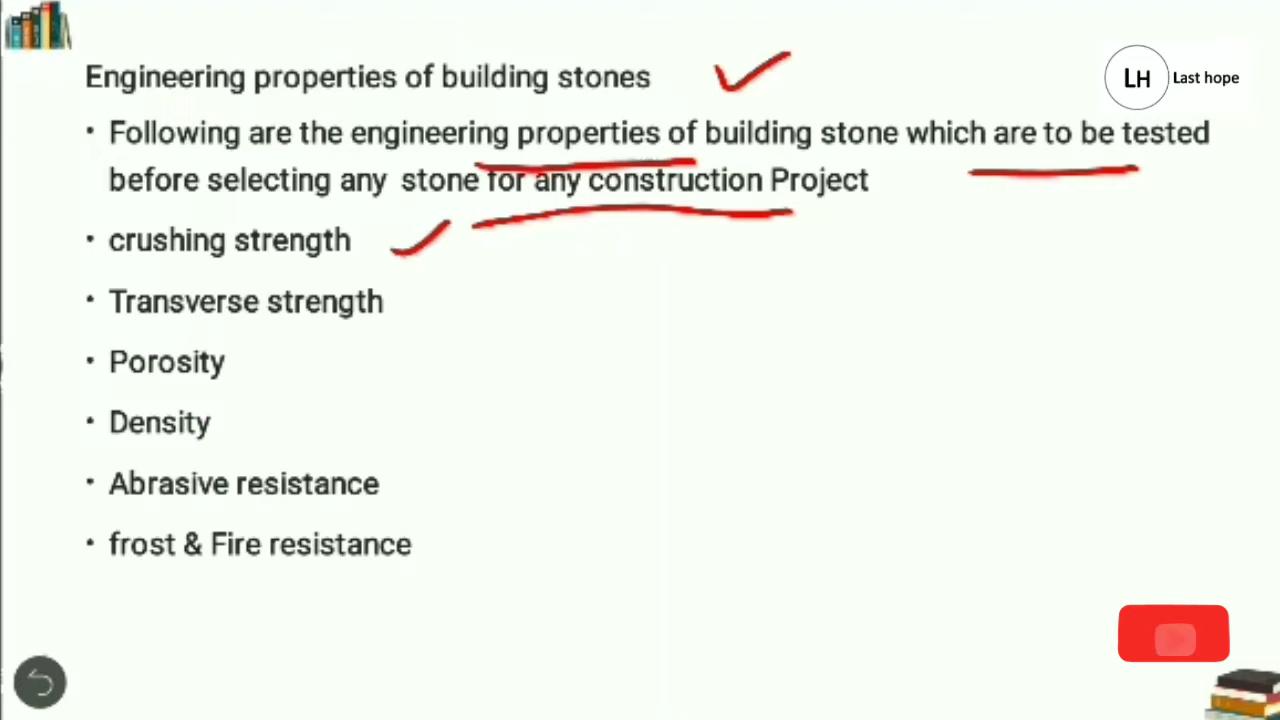 LH Last hope
Engineering properties of building stones
• Following are the engineering properties of building stone which are to be tested
before selecting any stone for any construction Project
• crushing strength
• Transverse strength
• Porosity
• Density
• Abrasive resistance
• frost & Fire resistance